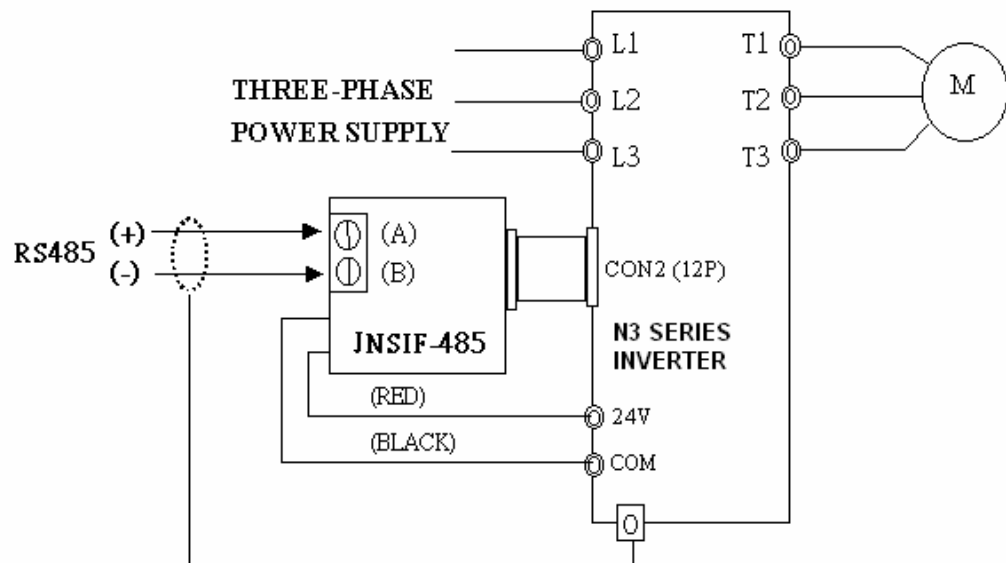 L1
T1
M
THREE-PHASE
L2
T2
POWER SUPPLY
L3
T3
RS485
(+)
(A)
(-)
(B)
CON2 (12P)
JNSIF-485
N3 SERIES
INVERTER
(RED)
24V
(BLACK)
COM
O